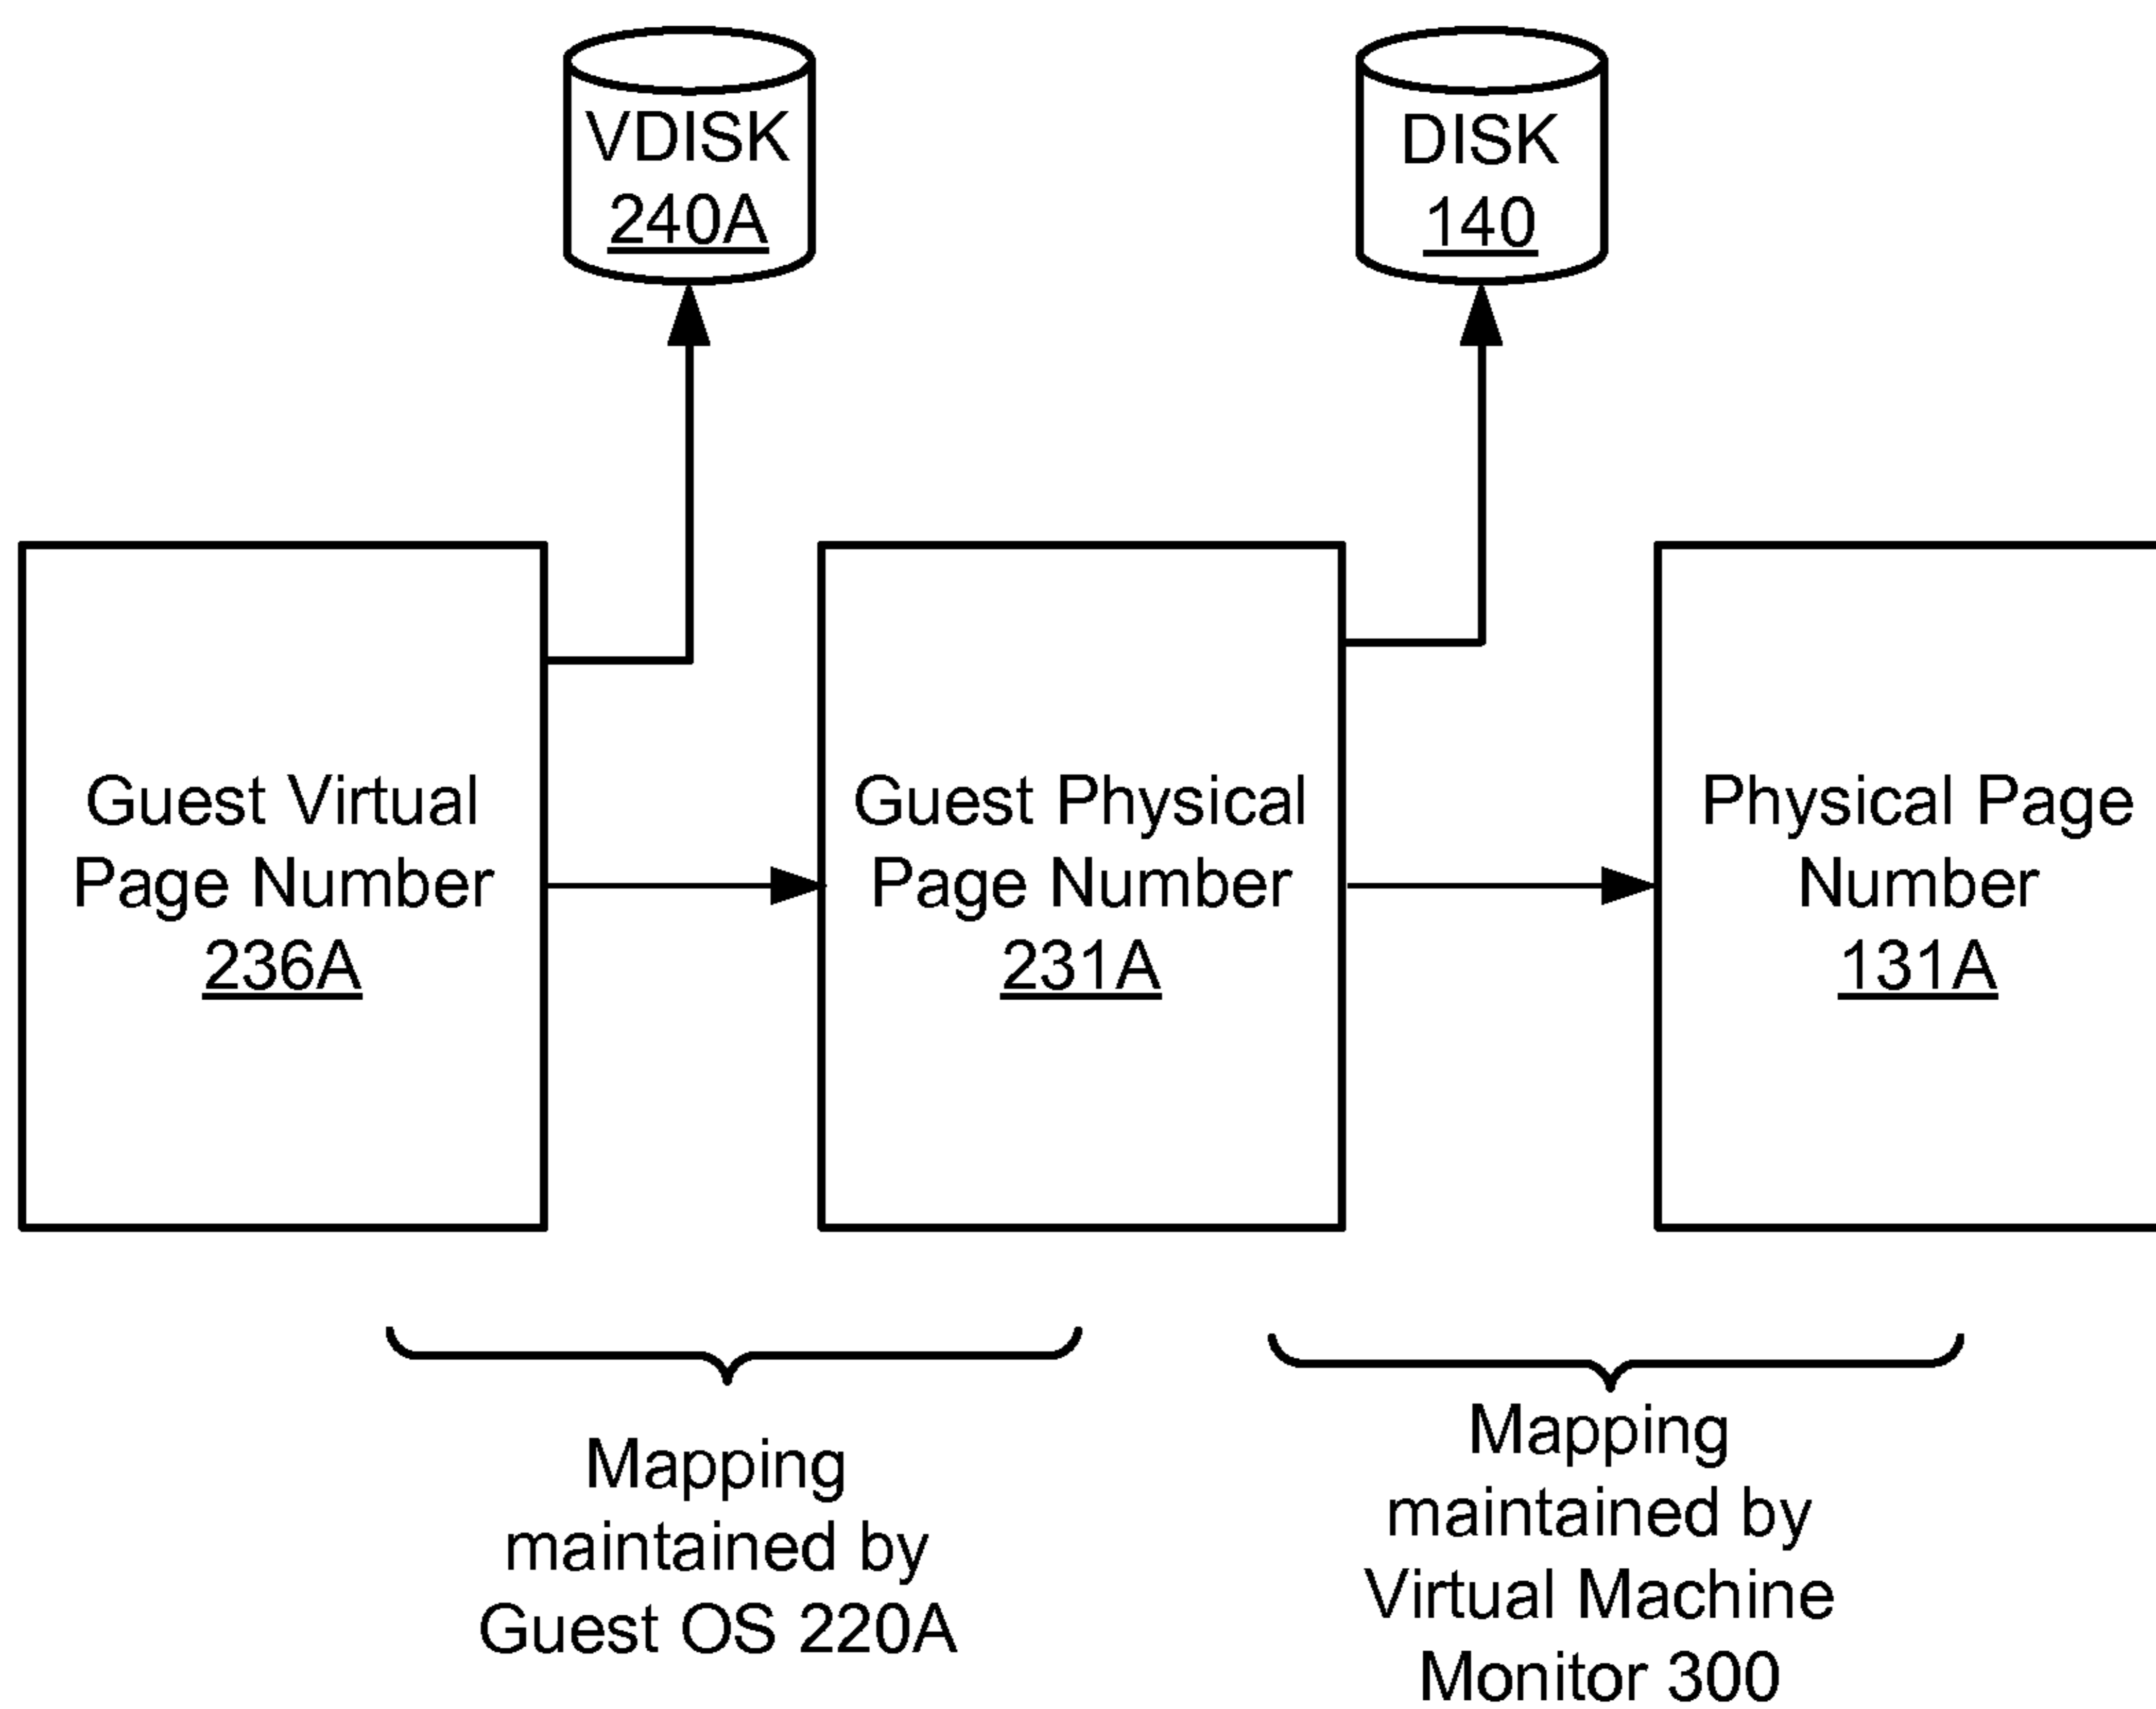 VDISK
240A
DISK
140
Guest Virtual
Page Number
236A
Guest Physical
Page Number
231A
Physical Page
Number
131A
Mapping
maintained by
Guest OS 220A
Mapping
maintained by
Virtual Machine
Monitor 300